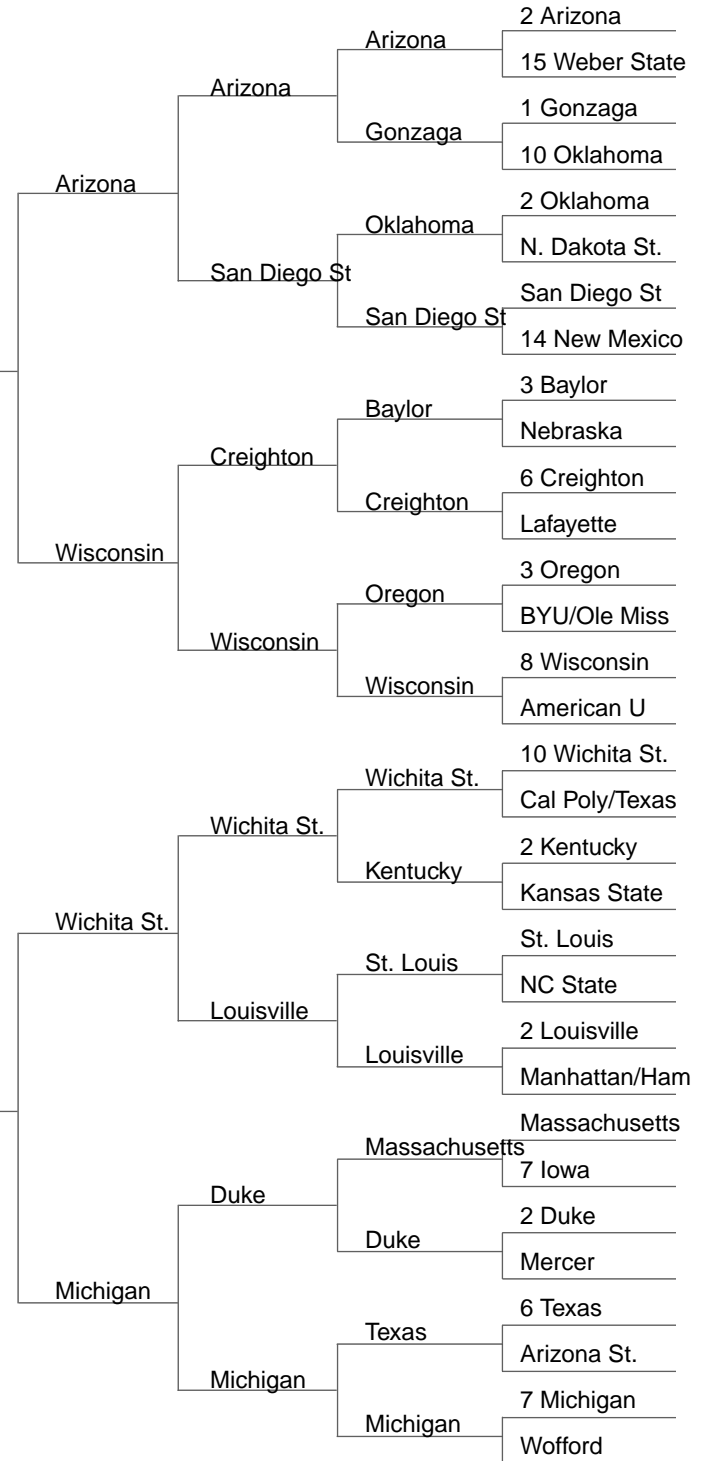 2 Arizona
Arizona
15 Weber State
Arizona
1 Gonzaga
Gonzaga
10 Oklahoma
Arizona
2 Oklahoma
Oklahoma
N. Dakota St.
San Diego St
San Diego St
San Diego St
14 New Mexico
3 Baylor
Baylor
Nebraska
Creighton
6 Creighton
Creighton
Lafayette
Wisconsin
3 Oregon
Oregon
BYU/Ole Miss
Wisconsin
8 Wisconsin
Wisconsin
American U
10 Wichita St.
Wichita St.
Cal Poly/Texas
Wichita St.
2 Kentucky
Kentucky
Kansas State
Wichita St.
St. Louis
St. Louis
NC State
Louisville
2 Louisville
Louisville
Manhattan/Ham
Massachusetts
Massachusetts
7 Iowa
Duke
2 Duke
Duke
Mercer
Michigan
6 Texas
Texas
Arizona St.
Michigan
7 Michigan
Michigan
Wofford